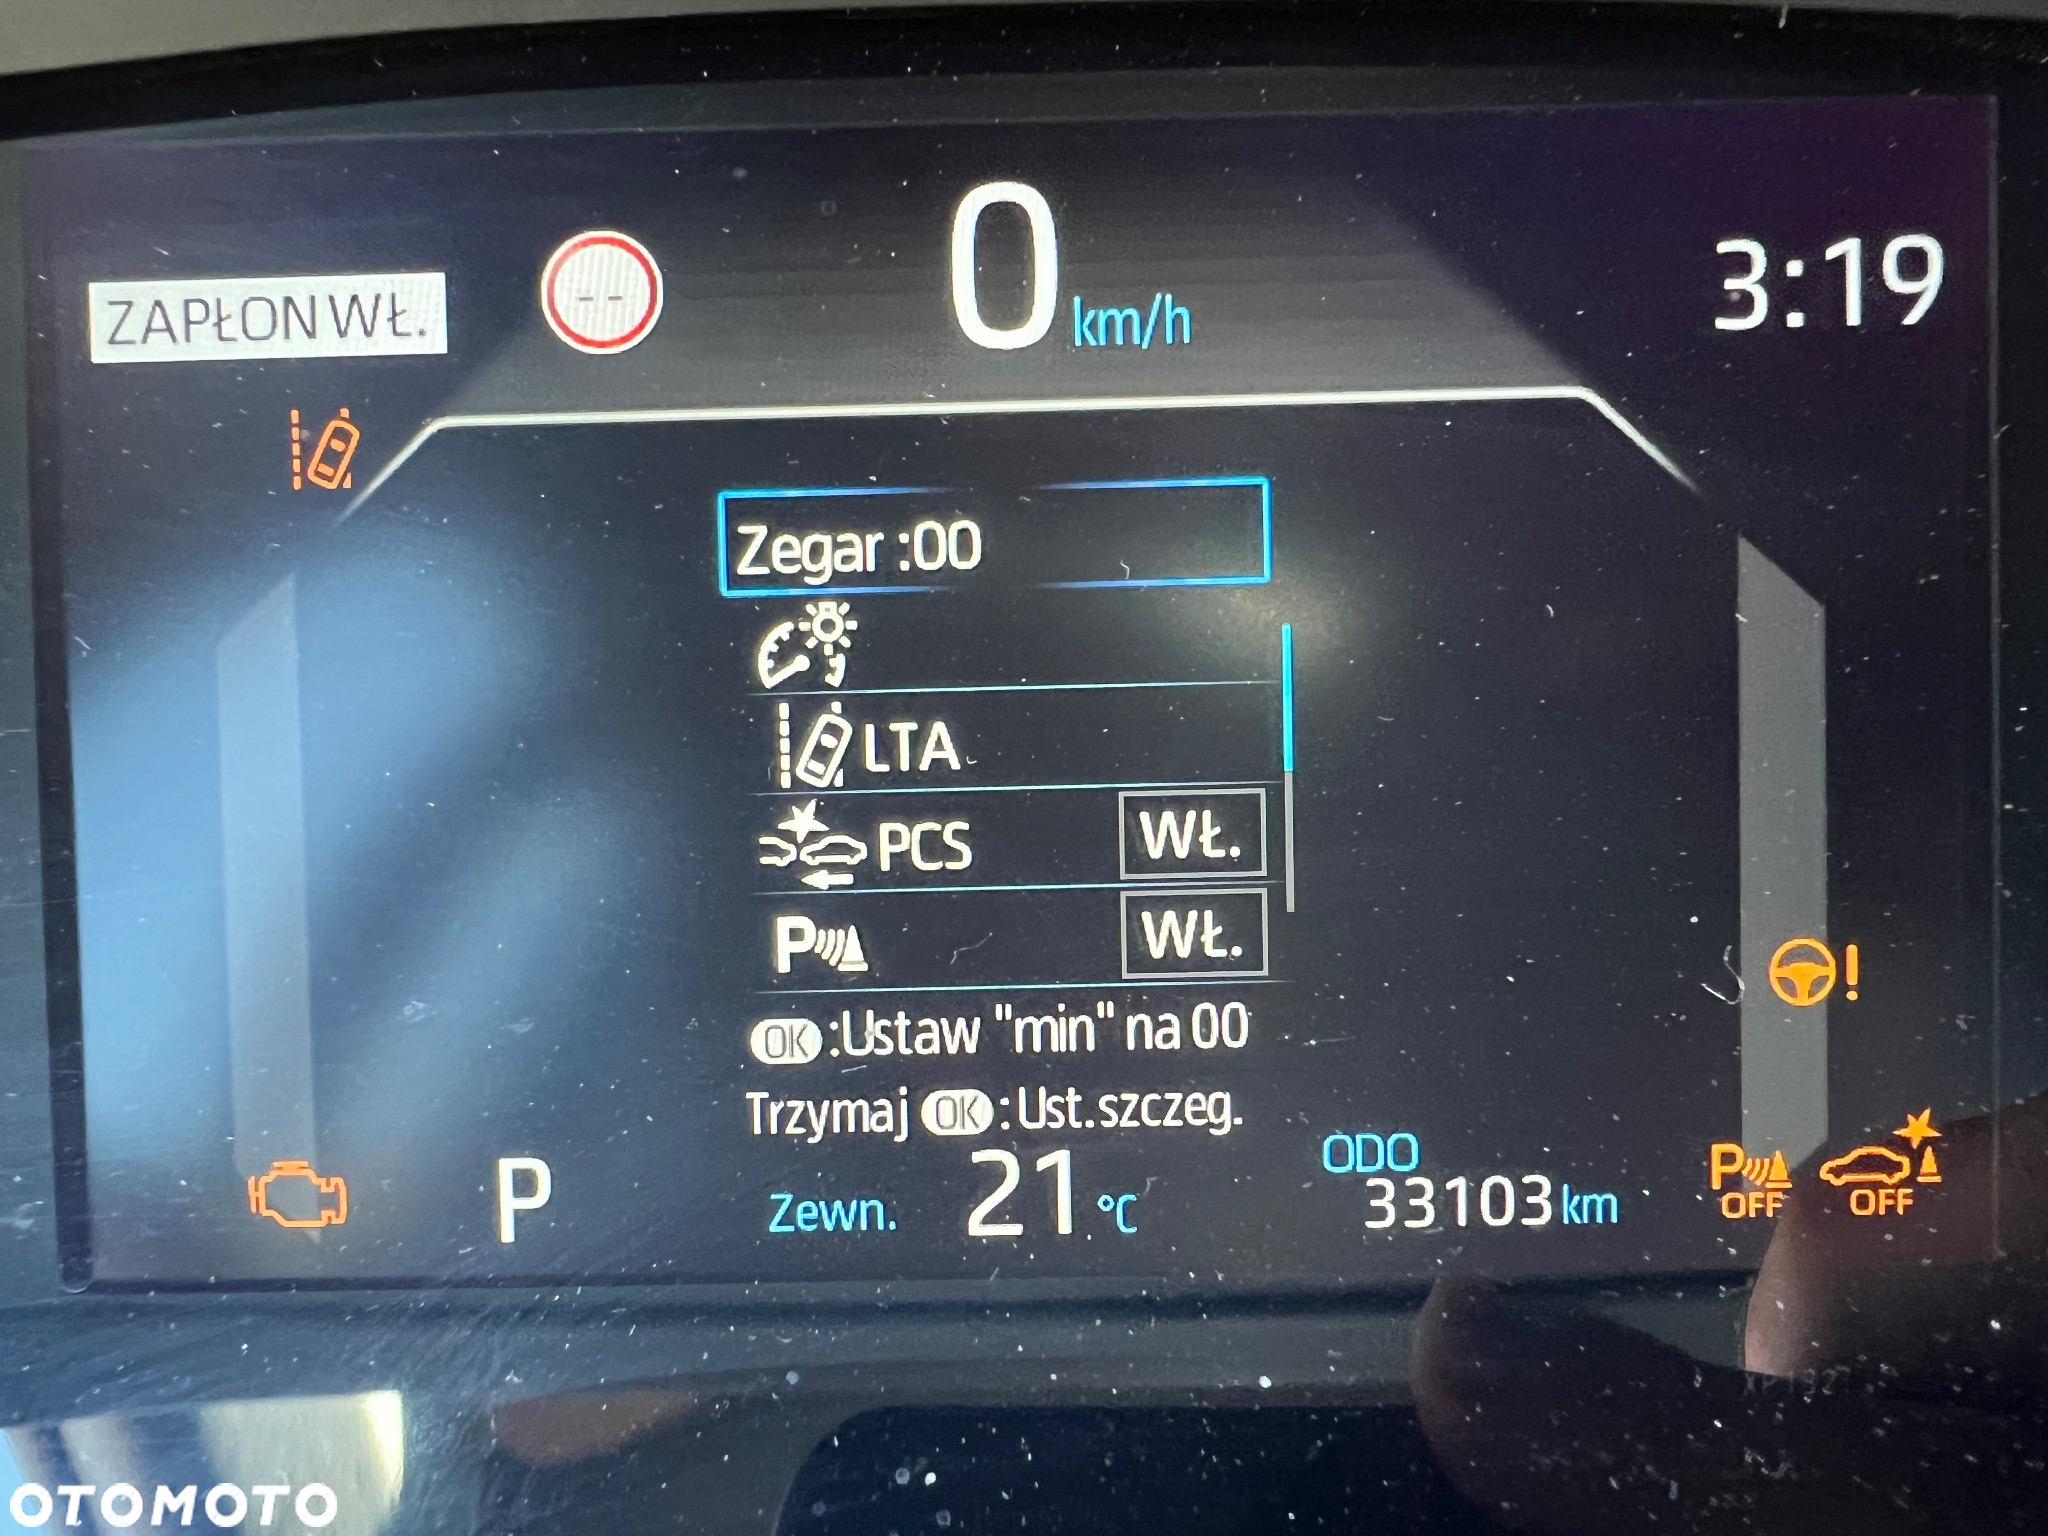 0 km/h
3:19
ZAPŁON WŁ.
--
Zegar :00
LTA
PCS WŁ.
P WŁ.
OK :Ustaw "min" na 00
Trzymaj OK : Ust.szczeg.
P
Zewn. 21 °C
ODO
33103 km
P OFF
OFF
!
OTOMOTO